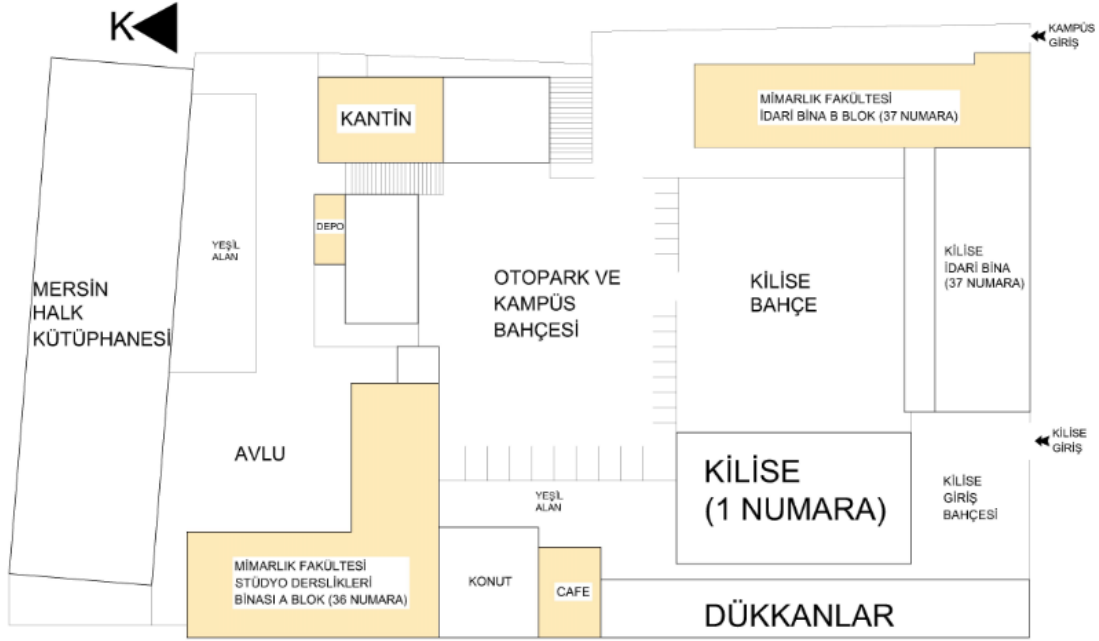 K
KAMPÜS
GİRİŞ
KANTİN
MİMARLIK FAKÜLTESİ
İDARİ BİNA B BLOK (37 NUMARA)
DEPO
YEŞİL
ALAN
MERSİN
HALK
KÜTÜPHANESİ
OTOPARK VE
KAMPÜS
BAHÇESİ
KİLİSE
BAHÇE
KİLİSE
İDARİ BİNA
(37 NUMARA)
AVLU
KİLİSE
GİRİŞ
KİLİSE
(1 NUMARA)
KİLİSE
GİRİŞ
BAHÇESİ
YEŞİL
ALAN
MİMARLIK FAKÜLTESİ
STÜDYO DERSLİKLERİ
BİNASI A BLOK (36 NUMARA)
KONUT
CAFE
DÜKKANLAR